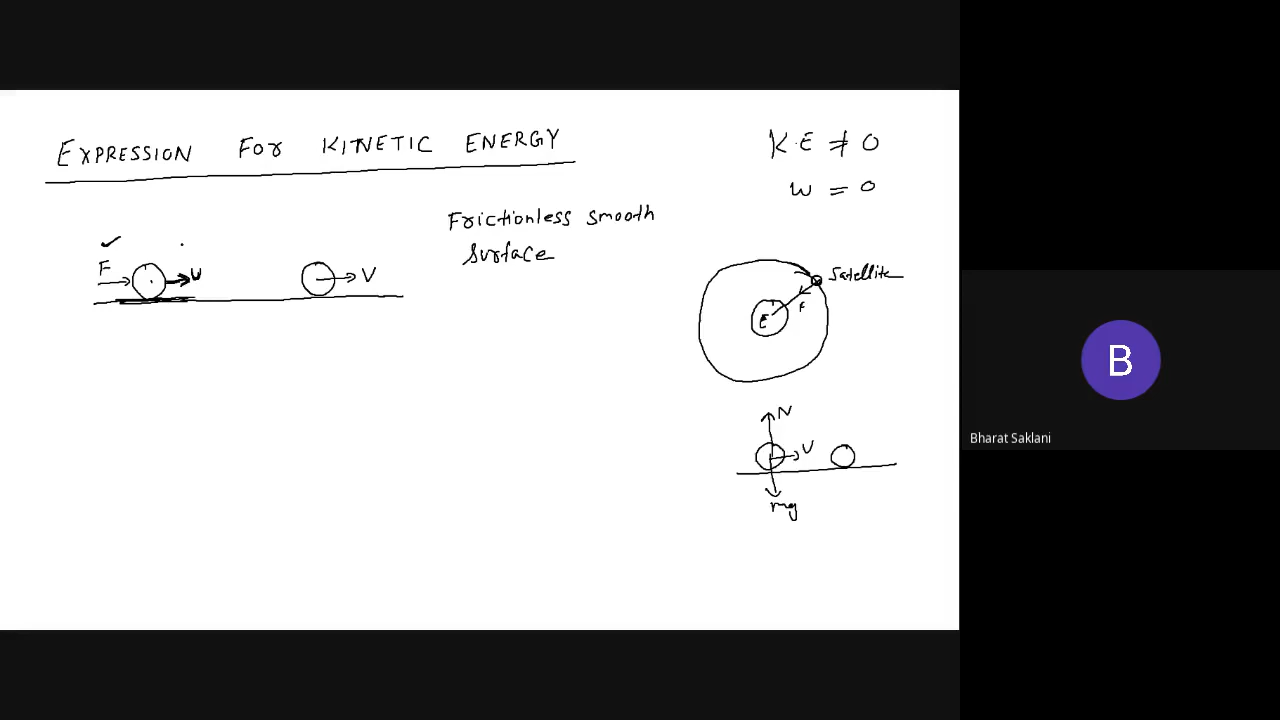 EXPRESSION FOR KINETIC ENERGY
K.E ≠ 0
W = 0
Frictionless smooth
surface
F
U
V
Satellite
F
E
N
U
mg
B
Bharat Saklani